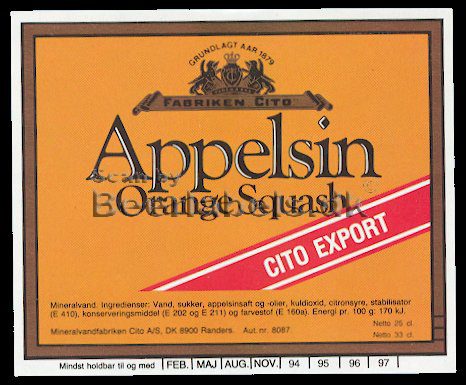 GRUNDLAGT AAR 1879
FABRIKEN CITO
Appelsin
Scan by
Orange Squash
CITO EXPORT
Mineralvand. Ingredienser: Vand, sukker, appelsinsaft og -olier, kuldioxid, citronsyre, stabilisator
(E 410), konserveringsmiddel (E 202 og E 211) og farvestof (E 160a). Energi pr. 100 g: 170 kJ.
Mineralvandfabriken Cito A/S, DK 8900 Randers. Aut. nr. 8087.
Netto 25 cl.
Netto 33 cl.
Mindst holdbar til og med FEB. MAJ AUG. NOV. 94 95 96 97